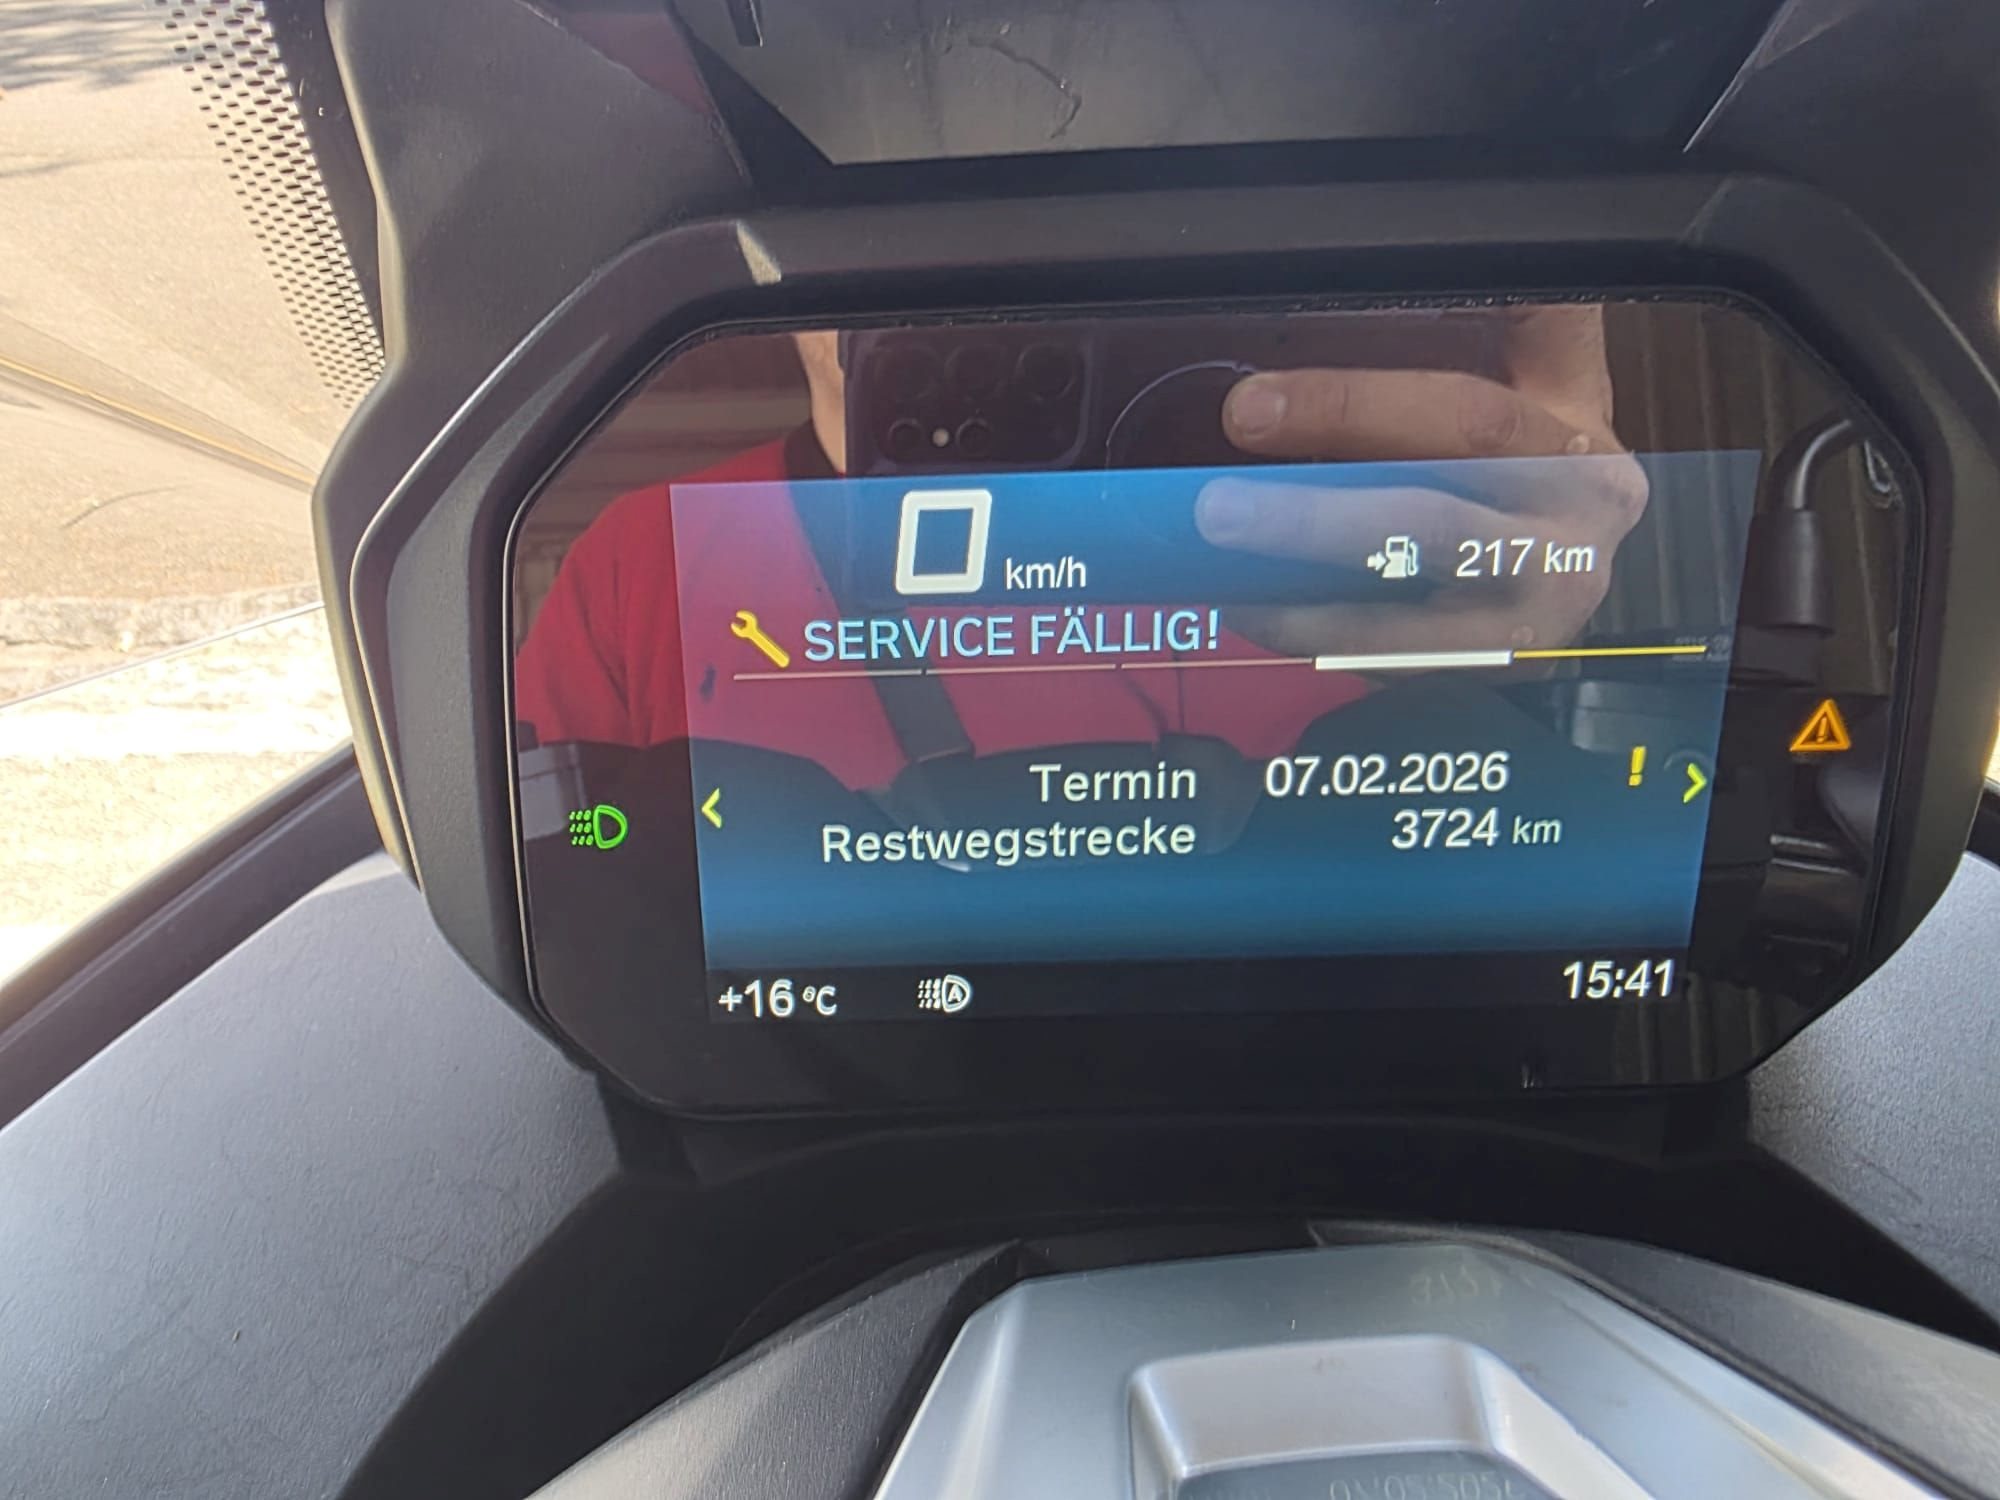 0 km/h
217 km
SERVICE FÄLLIG!
Termin 07.02.2026 !
Restwegstrecke 3724 km
+16 °C
A
15:41